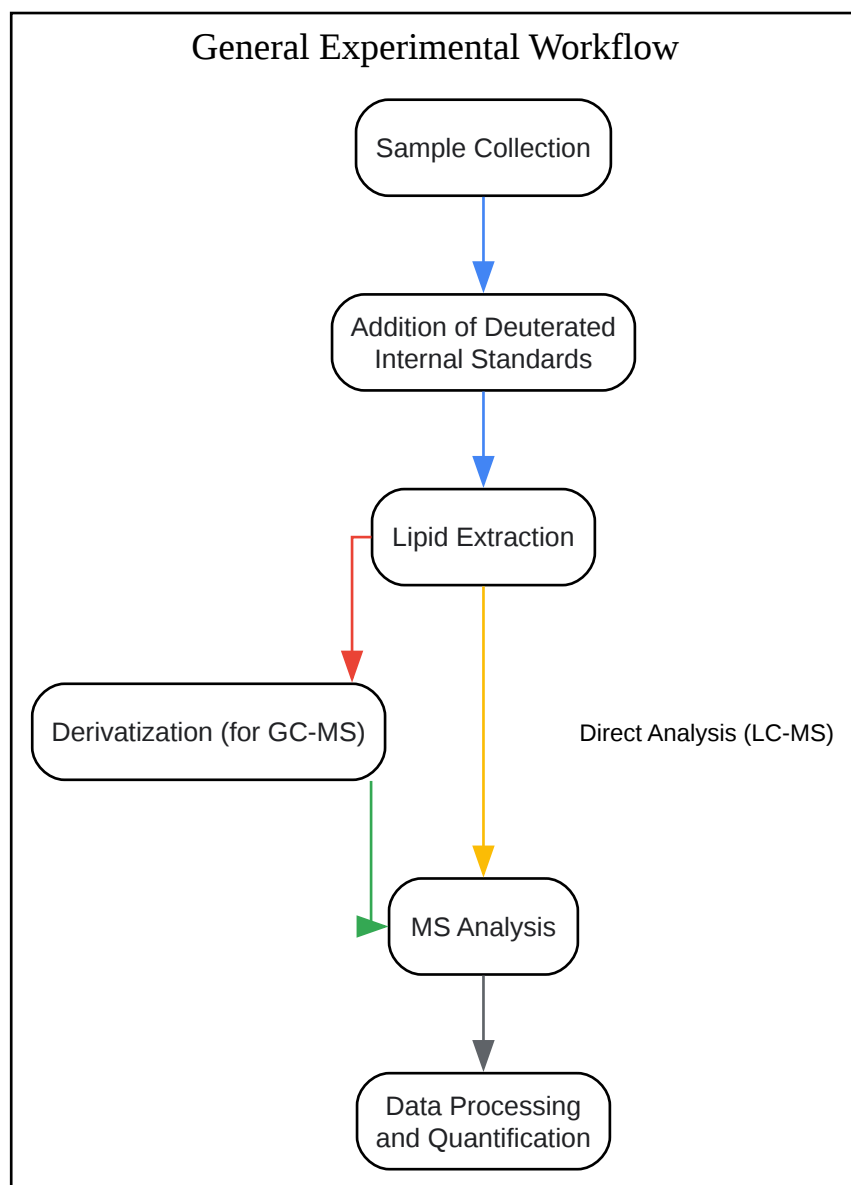 General Experimental Workflow
Sample Collection
Addition of Deuterated
Internal Standards
Lipid Extraction
Derivatization (for GC-MS)
Direct Analysis (LC-MS)
MS Analysis
Data Processing
and Quantification